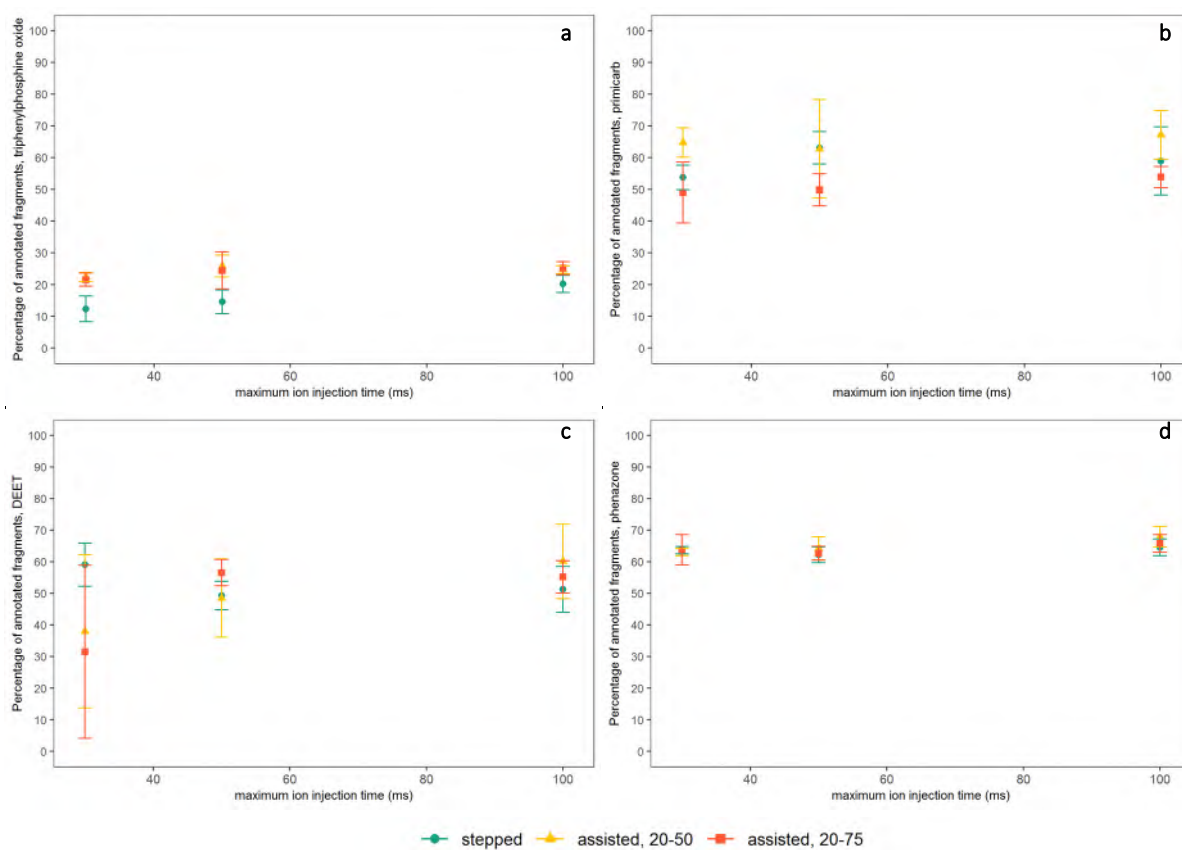 a
Percentage of annotated fragments, triphenylphosphine oxide
100
90
80
70
60
50
40
30
20
10
0
40 60 80 100
maximum ion injection time (ms)
b
Percentage of annotated fragments, primicarb
100
90
80
70
60
50
40
30
20
10
0
40 60 80 100
maximum ion injection time (ms)
c
Percentage of annotated fragments, DEET
100
90
80
70
60
50
40
30
20
10
0
40 60 80 100
maximum ion injection time (ms)
d
Percentage of annotated fragments, phenazone
100
90
80
70
60
50
40
30
20
10
0
40 60 80 100
maximum ion injection time (ms)
stepped assisted, 20-50 assisted, 20-75